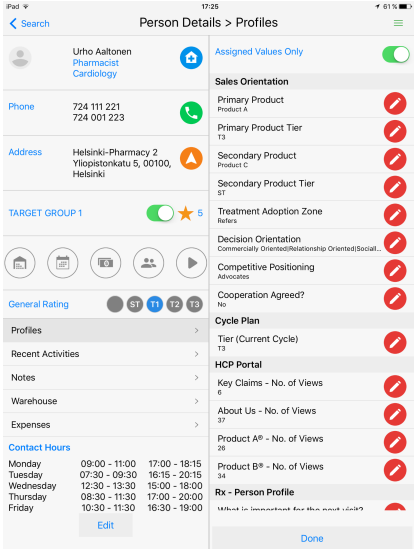 iPad 17:25 61%
Search Person Details > Profiles
Urho Aaltonen
Pharmacist
Cardiology
Phone 724 111 221
724 001 223
Address Helsinki-Pharmacy 2
Yliopistonkatu 5, 00100,
Helsinki
TARGET GROUP 1 5
General Rating ST T1 T2 T3
Profiles
Recent Activities
Notes
Warehouse
Expenses
Contact Hours
Monday 09:00 - 11:00 17:00 - 18:15
Tuesday 07:30 - 09:30 16:15 - 20:15
Wednesday 12:30 - 13:30 15:00 - 18:00
Thursday 08:30 - 11:30 17:00 - 20:00
Friday 10:30 - 11:30 16:30 - 19:00
Edit
Assigned Values Only
Sales Orientation
Primary Product
Product A
Primary Product Tier
T3
Secondary Product
Product C
Secondary Product Tier
ST
Treatment Adoption Zone
Refers
Decision Orientation
Commercially Oriented|Relationship Oriented|Sociall...
Competitive Positioning
Advocates
Cooperation Agreed?
No
Cycle Plan
Tier (Current Cycle)
T3
HCP Portal
Key Claims - No. of Views
6
About Us - No. of Views
37
Product A® - No. of Views
26
Product B® - No. of Views
34
Rx - Person Profile
What is important for the next visit?
Done